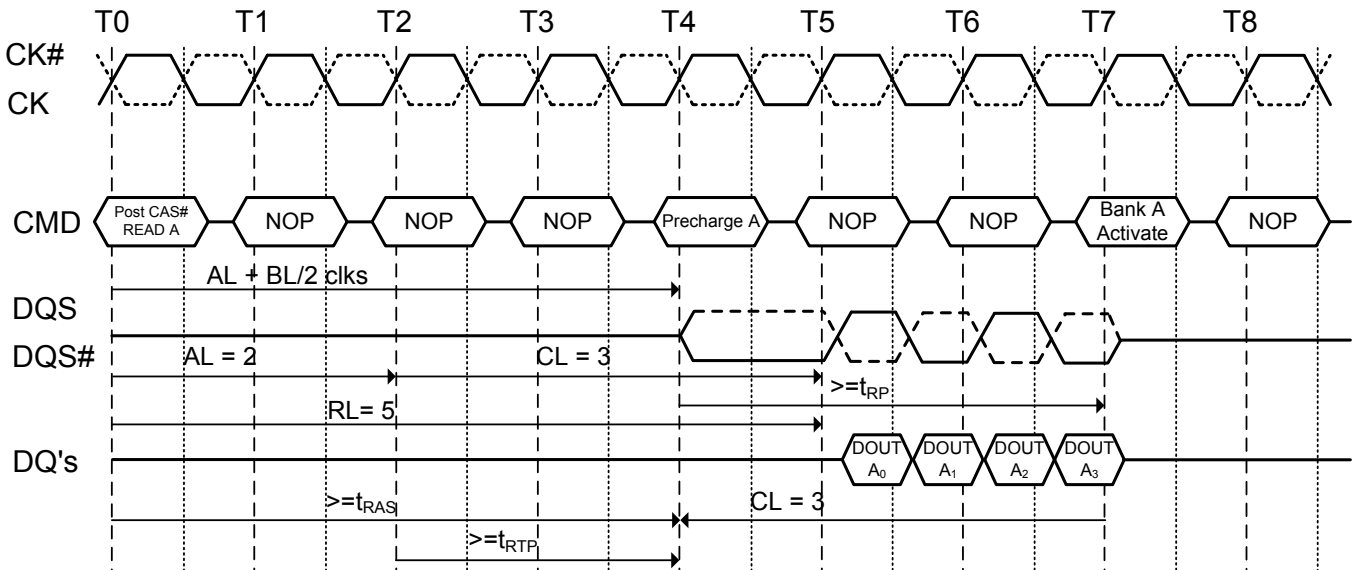 T0 T1 T2 T3 T4 T5 T6 T7 T8
CK#
CK
CMD
Post CAS#
READ A
NOP
NOP
NOP
Precharge A
NOP
NOP
Bank A
Activate
NOP
AL + BL/2 clks
DQS
DQS#
AL = 2
CL = 3
>=tRP
RL= 5
DQ's
DOUT
A0
DOUT
A1
DOUT
A2
DOUT
A3
>=tRAS
CL = 3
>=tRTP